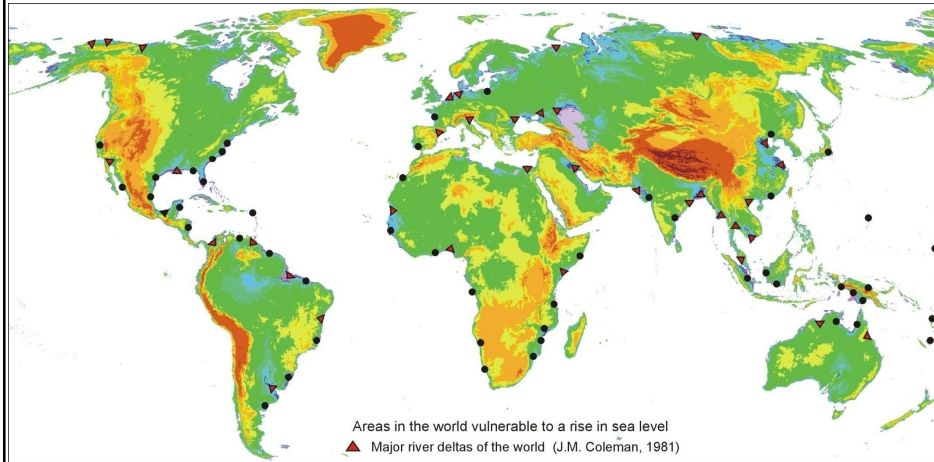 Areas in the world vulnerable to a rise in sea level
Major river deltas of the world (J.M. Coleman, 1981)